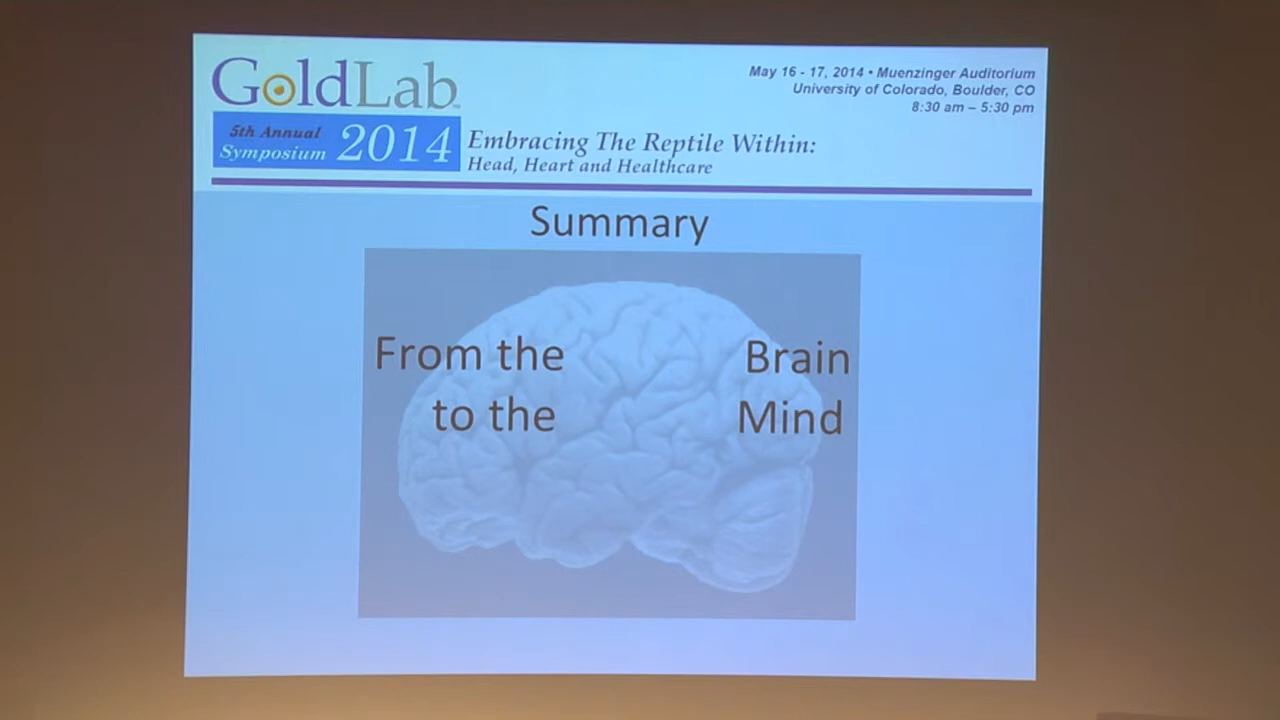 GoldLab™
May 16 - 17, 2014 • Muenzinger Auditorium
University of Colorado, Boulder, CO
8:30 am – 5:30 pm
5th Annual
Symposium
2014
Embracing The Reptile Within:
Head, Heart and Healthcare
Summary
From the Brain
to the Mind